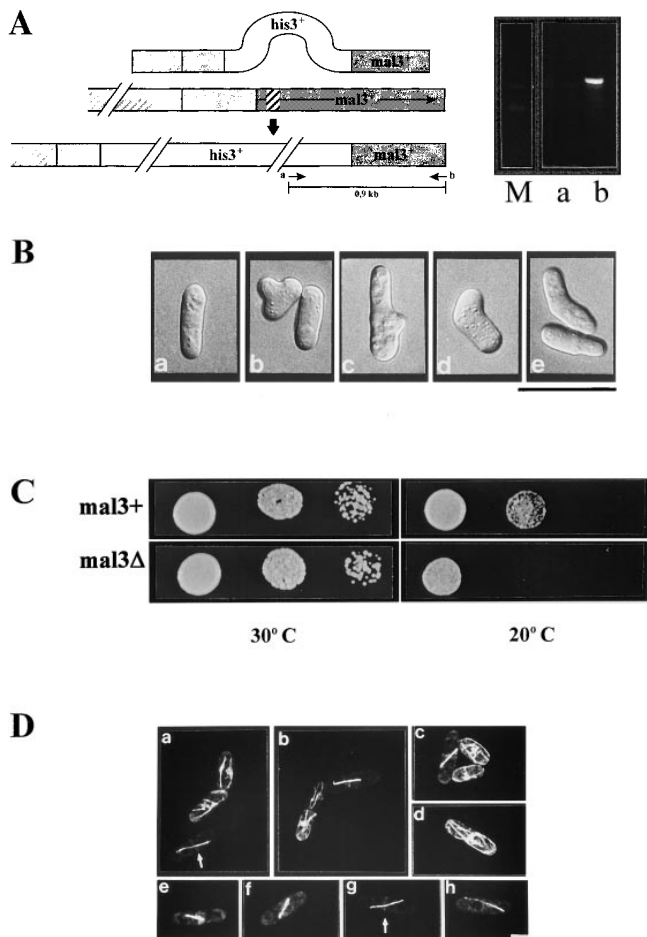 A
his3+
mal3+
mal3+
his3+
mal3+
a
b
0,9 kb
M a b
B
a b c d e
C
mal3+
mal3Δ
30° C 20° C
D
a b c
d
e f g h